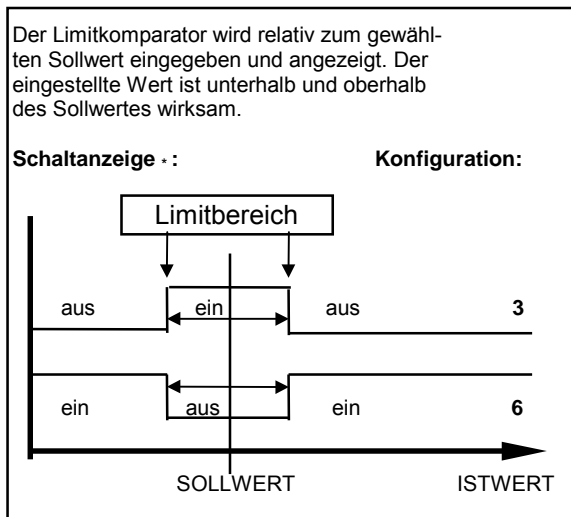 Der Limitkomparator wird relativ zum gewähl-
ten Sollwert eingegeben und angezeigt. Der
eingestellte Wert ist unterhalb und oberhalb
des Sollwertes wirksam.
Schaltanzeige * : Konfiguration:
Limitbereich
aus ein aus 3
ein aus ein 6
SOLLWERT ISTWERT